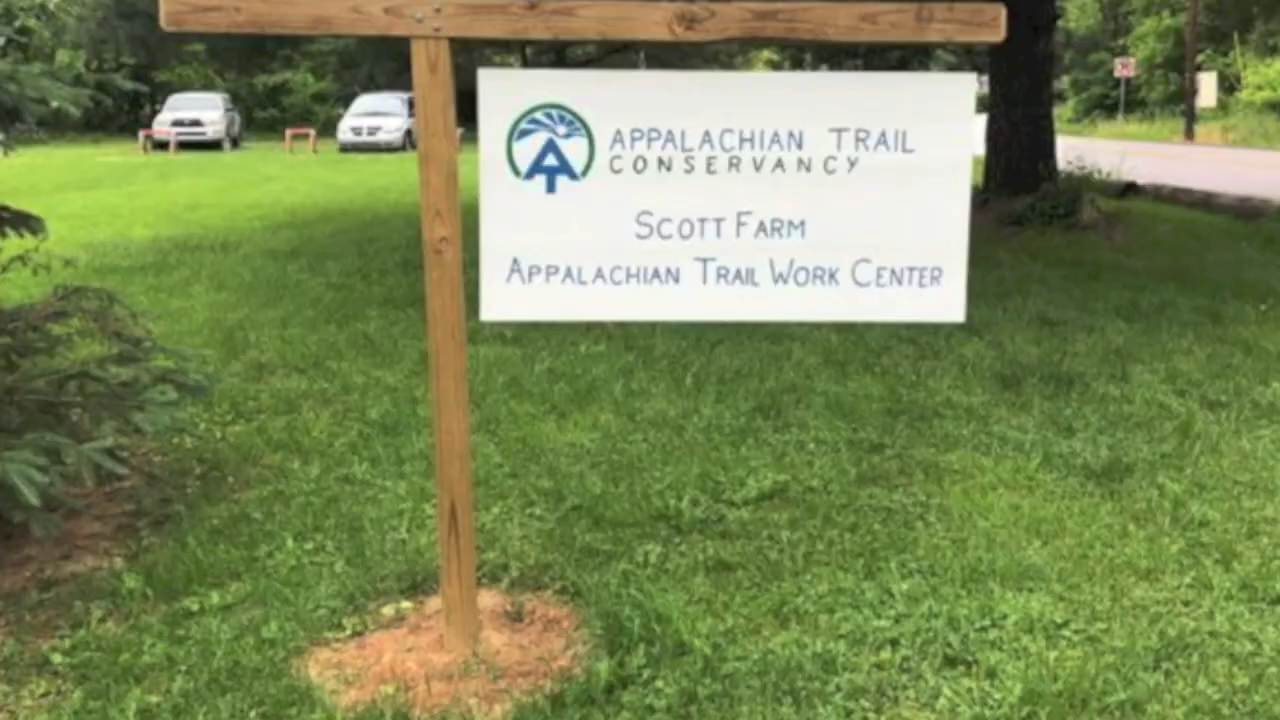 APPALACHIAN TRAIL
CONSERVANCY
SCOTT FARM
APPALACHIAN TRAIL WORK CENTER